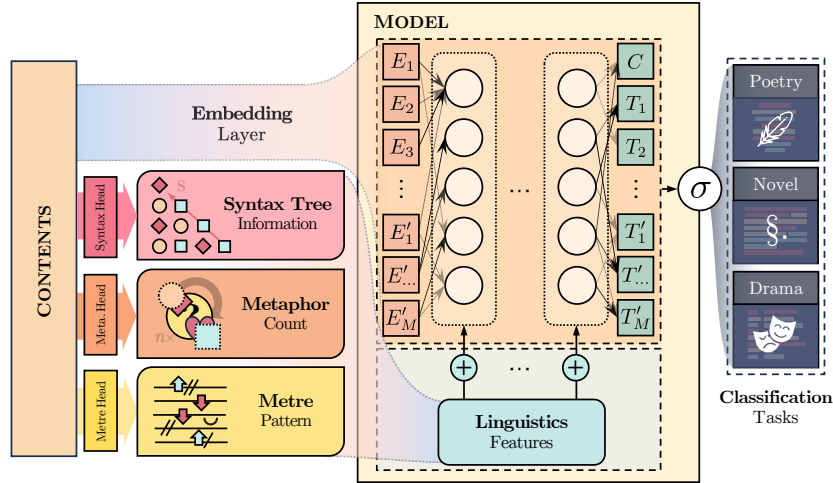 CONTENTS
Embedding
Layer
Syntax Head
S
Syntax Tree
Information
Meta. Head
n×
?
Metaphor
Count
Metre Head
Metre
Pattern
MODEL
E₁
E₂
E₃
⋮
E′₁
E′...
E′M
...
C
T₁
T₂
⋮
T′₁
T′...
T′M
+
...
+
Linguistics
Features
σ
Poetry
Novel
§.
Drama
Classification
Tasks